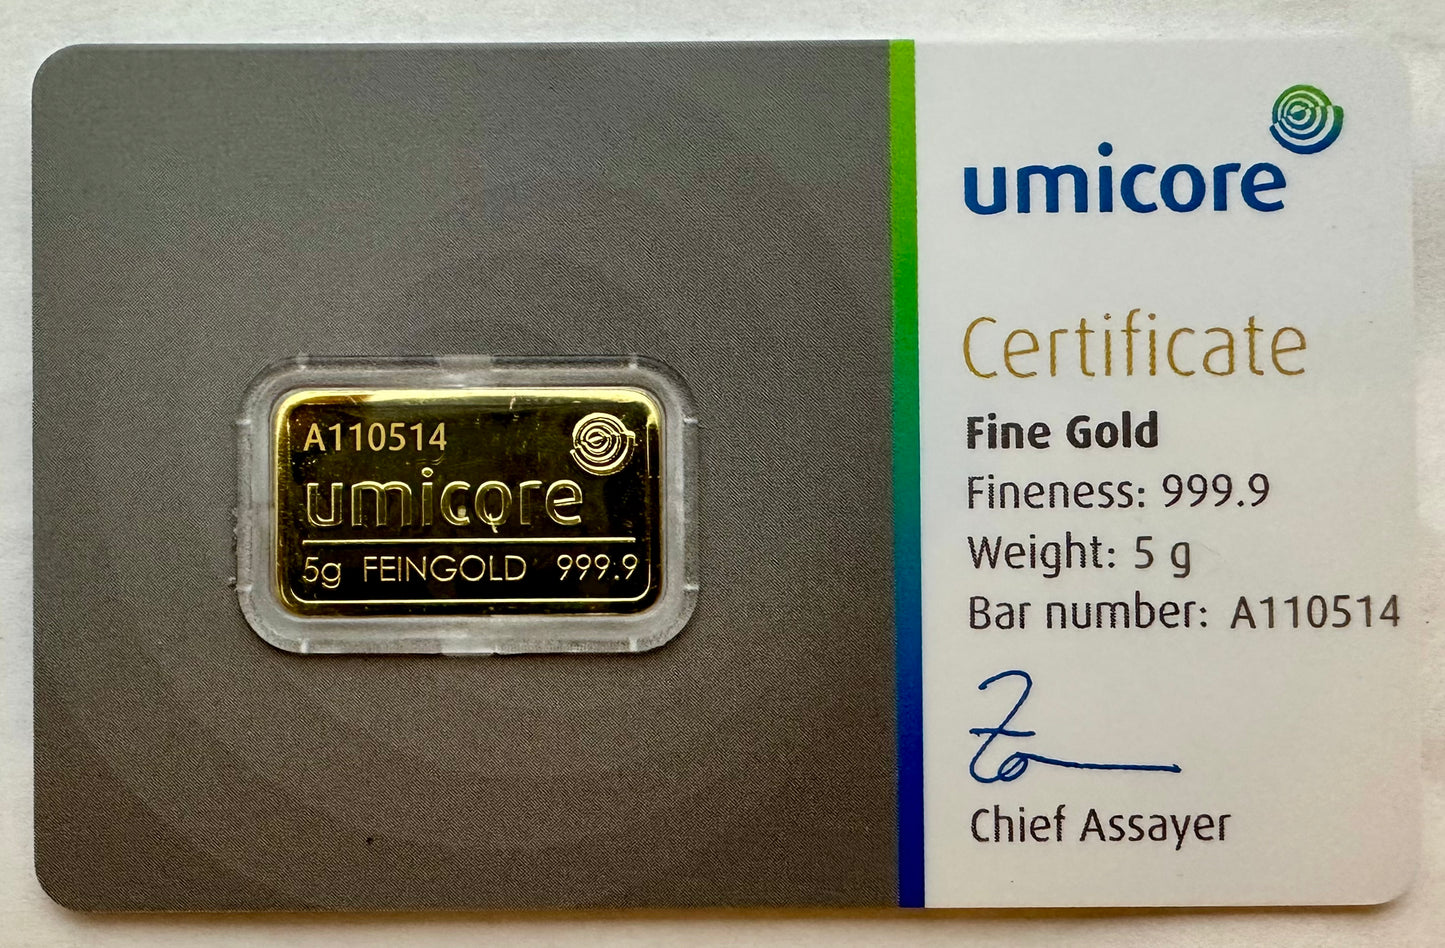 A110514
umicore
5g FEINGOLD 999.9
umicore
Certificate
Fine Gold
Fineness: 999.9
Weight: 5 g
Bar number: A110514
Chief Assayer